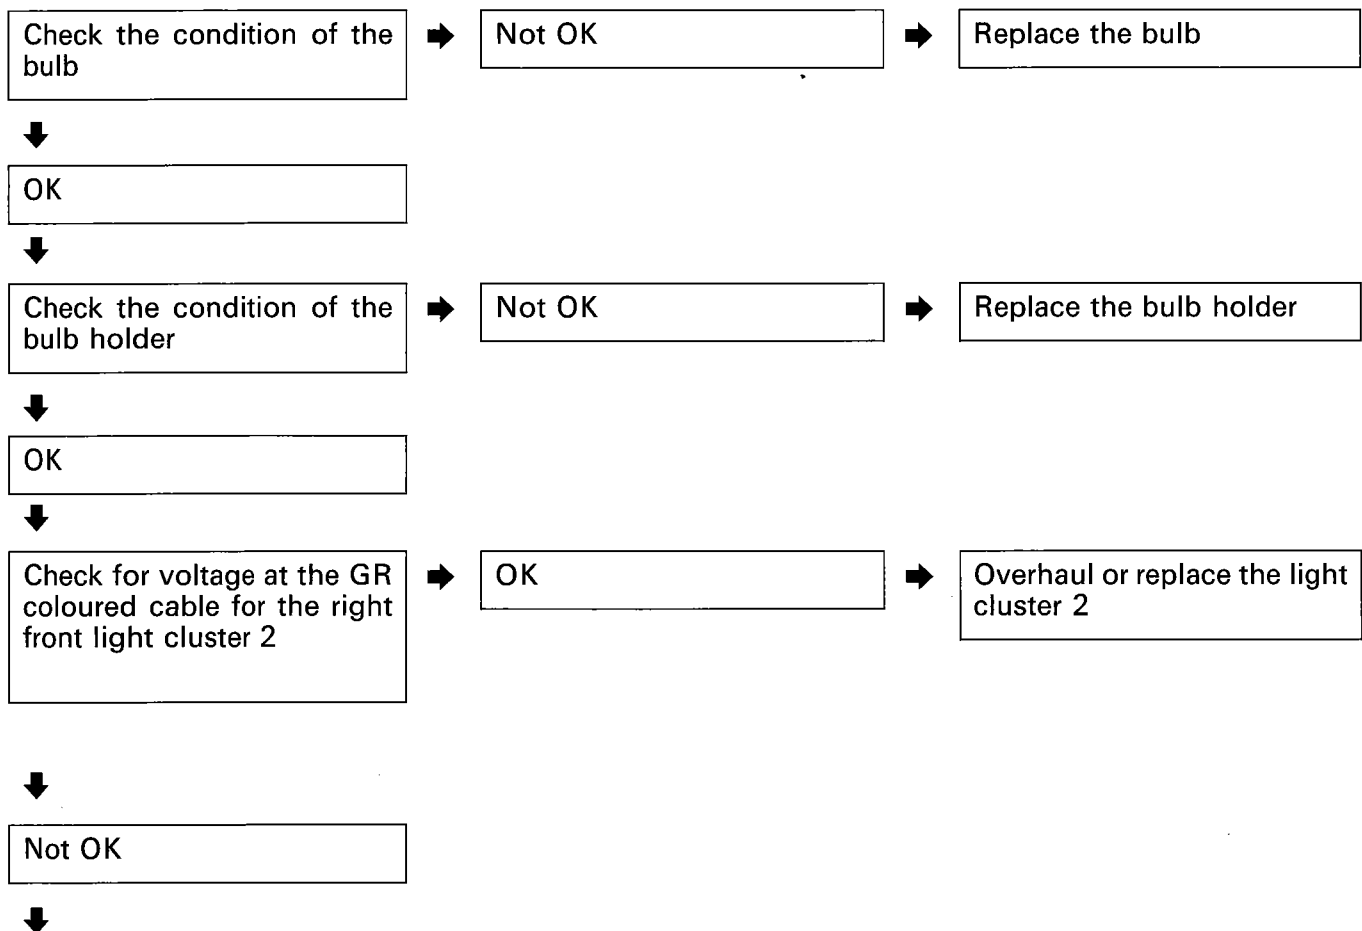 Check the condition of the
bulb
Not OK
Replace the bulb
OK
Check the condition of the
bulb holder
Not OK
Replace the bulb holder
OK
Check for voltage at the GR
coloured cable for the right
front light cluster 2
OK
Overhaul or replace the light
cluster 2
Not OK